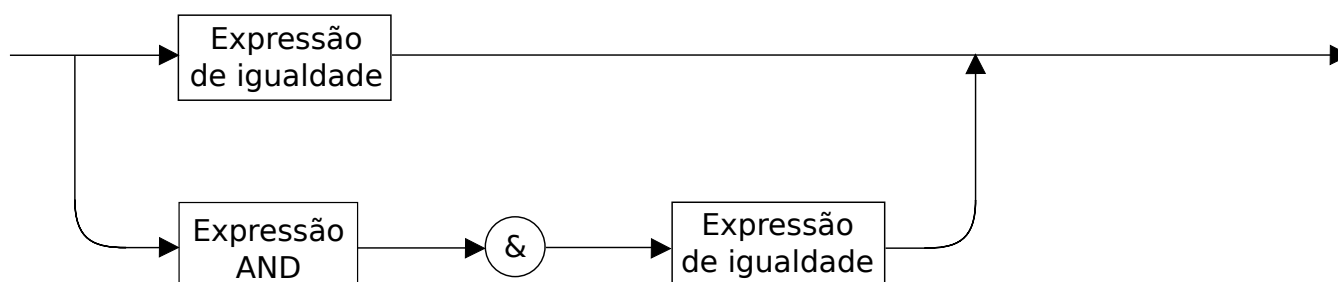 Expressão
de igualdade
Expressão
AND
&
Expressão
de igualdade